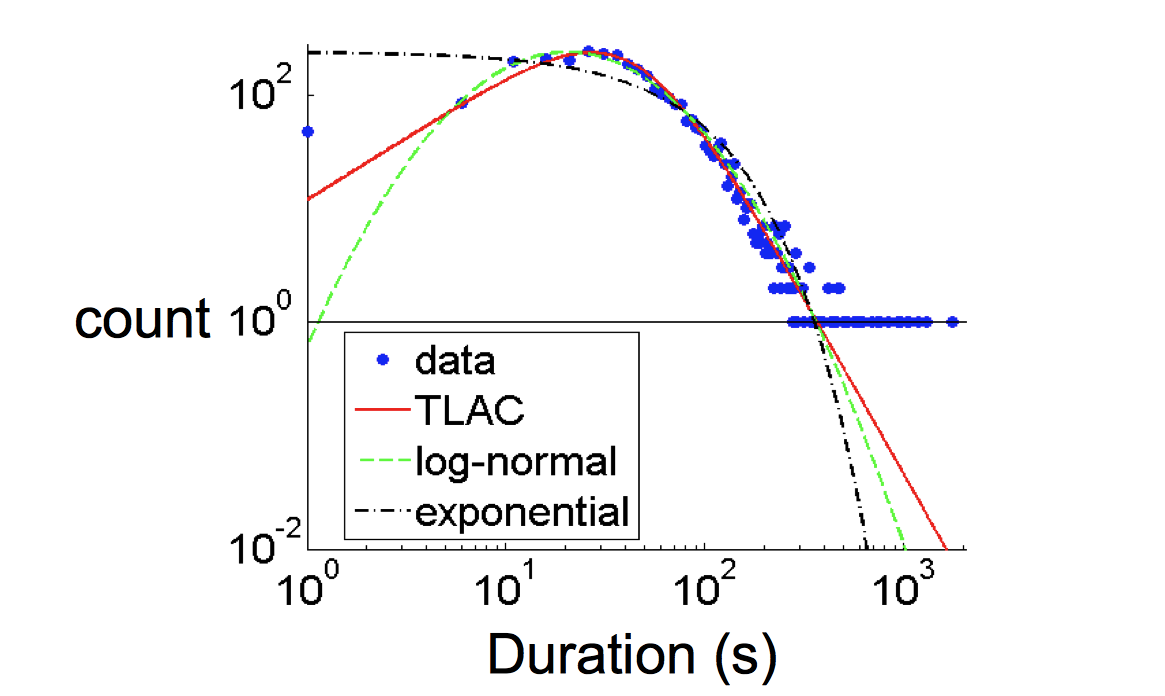 10^2
count 10^0
data
TLAC
log-normal
exponential
10^-2
10^0 10^1 10^2 10^3
Duration (s)